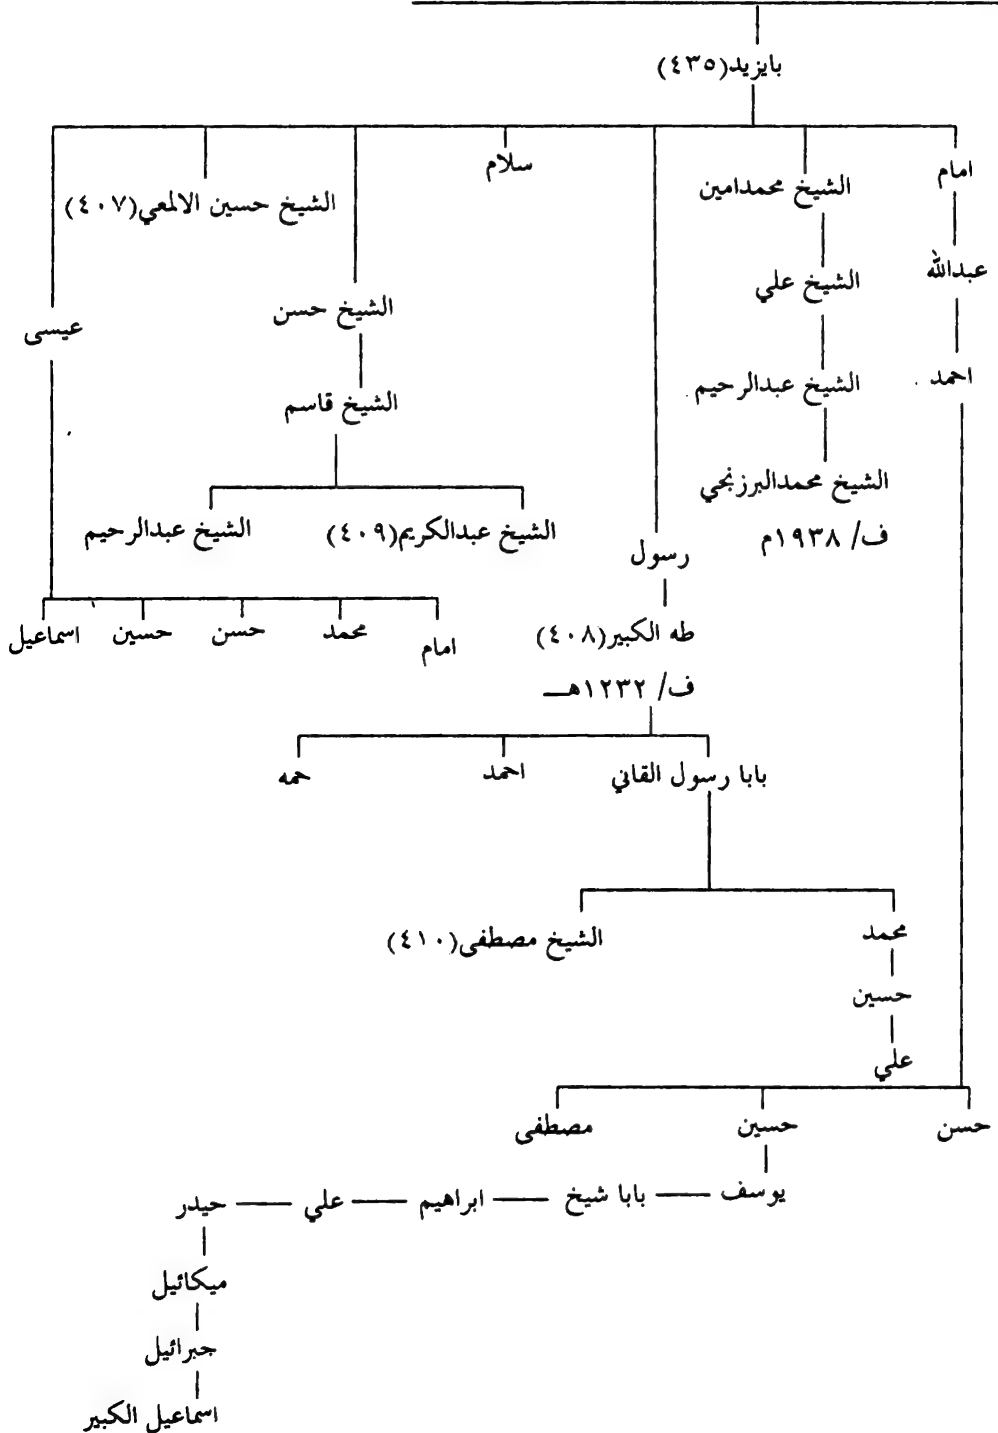 بايزيد(٤٣٥)
امام
سلام
الشيخ محمدامين
الشيخ حسين الالمعي(٤٠٧)
عبدالله
الشيخ علي
الشيخ حسن
عيسى
احمد
الشيخ عبدالرحيم
الشيخ قاسم
الشيخ محمدالبرزنجي
ف/ ١٩٣٨م
الشيخ عبدالكريم(٤٠٩)
الشيخ عبدالرحيم
رسول
طه الكبير(٤٠٨)
ف/ ١٢٣٢هـ
امام
محمد
حسن
حسين
اسماعيل
بابا رسول القاني
احمد
حمه
محمد
الشيخ مصطفى(٤١٠)
حسين
علي
حسن
حسين
مصطفى
يوسف — بابا شيخ — ابراهيم — علي — حيدر
ميكائيل
جبرائيل
اسماعيل الكبير